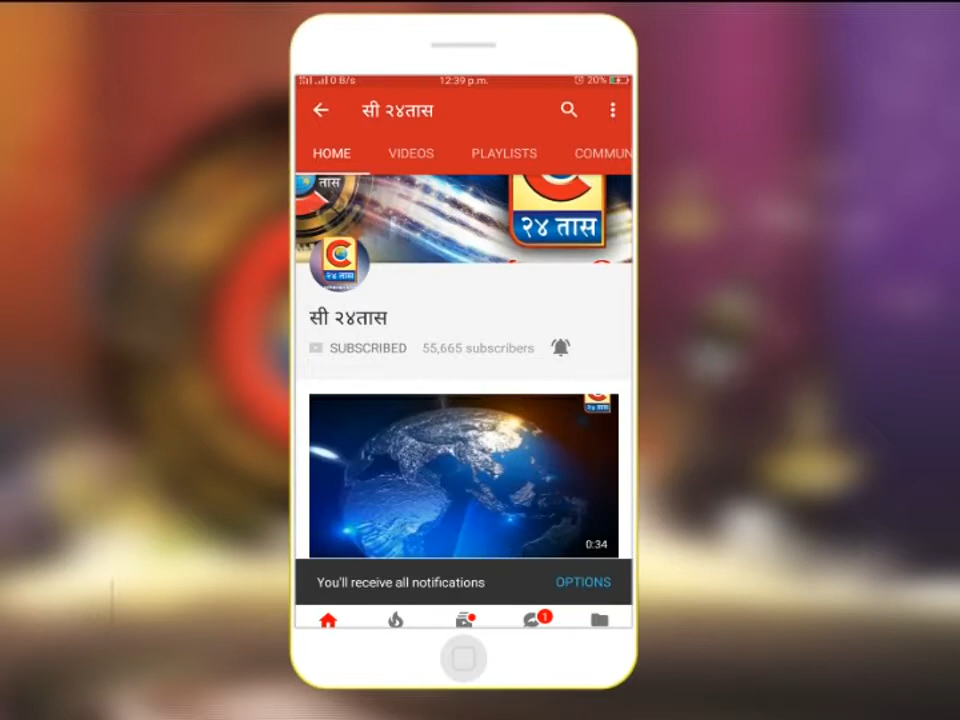 0 B/s 12:39 p.m. 20%
सी २४तास
HOME VIDEOS PLAYLISTS COMMUN
तास
२४ तास
२४ तास
सी २४तास
SUBSCRIBED 55,665 subscribers
0:34
You'll receive all notifications OPTIONS
1